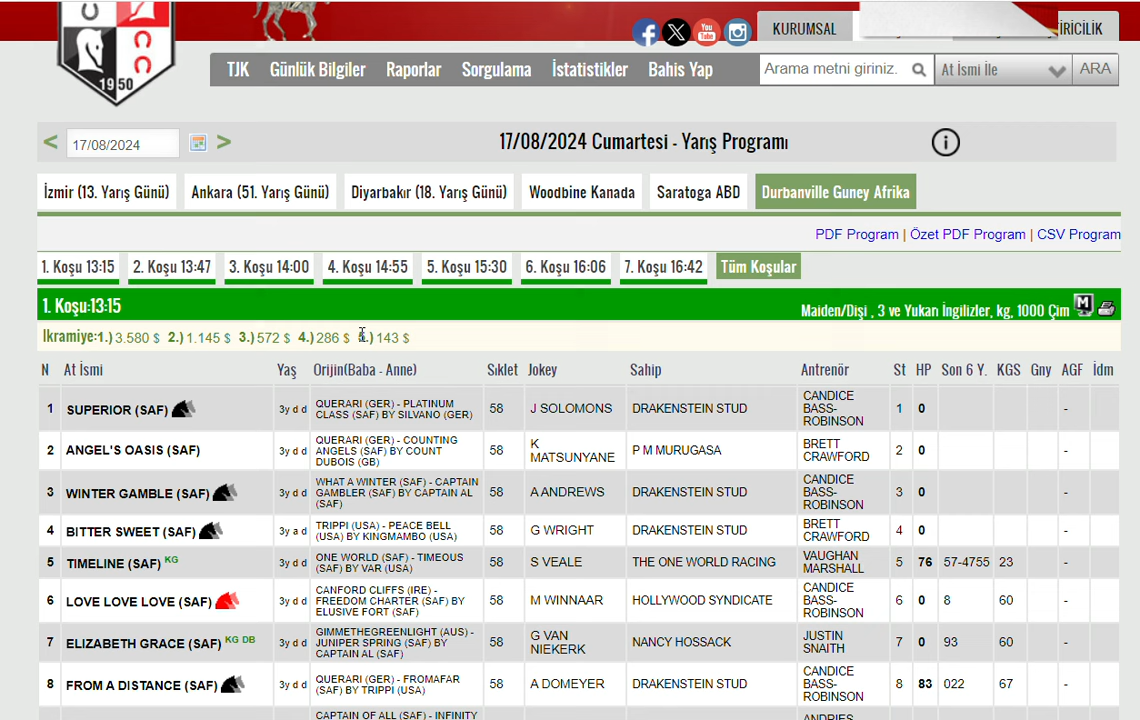 KURUMSAL
İRİCİLİK
1950
TJK Günlük Bilgiler Raporlar Sorgulama İstatistikler Bahis Yap Arama metni giriniz. At İsmi İle ARA
< 17/08/2024 > 17/08/2024 Cumartesi - Yarış Programı
İzmir (13. Yarış Günü) Ankara (51. Yarış Günü) Diyarbakır (18. Yarış Günü) Woodbine Kanada Saratoga ABD Durbanville Guney Afrika
PDF Program | Özet PDF Program | CSV Program
1. Koşu 13:15 2. Koşu 13:47 3. Koşu 14:00 4. Koşu 14:55 5. Koşu 15:30 6. Koşu 16:06 7. Koşu 16:42 Tüm Koşular
1. Koşu:13:15 Maiden/Dişi , 3 ve Yukarı İngilizler, kg, 1000 Çim
Ikramiye:1.) 3.580 $ 2.) 1.145 $ 3.) 572 $ 4.) 286 $ .) 143 $
N At İsmi Yaş Orijin(Baba - Anne) Sıklet Jokey Sahip Antrenör St HP Son 6 Y. KGS Gny AGF İdm
1 SUPERIOR (SAF) 3y d d QUERARI (GER) - PLATINUM CLASS (SAF) BY SILVANO (GER) 58 J SOLOMONS DRAKENSTEIN STUD CANDICE BASS-ROBINSON 1 0 -
2 ANGEL'S OASIS (SAF) 3y d d QUERARI (GER) - COUNTING ANGELS (SAF) BY COUNT DUBOIS (GB) 58 K MATSUNYANE P M MURUGASA BRETT CRAWFORD 2 0 -
3 WINTER GAMBLE (SAF) 3y d d WHAT A WINTER (SAF) - CAPTAIN GAMBLER (SAF) BY CAPTAIN AL (SAF) 58 A ANDREWS DRAKENSTEIN STUD CANDICE BASS-ROBINSON 3 0 -
4 BITTER SWEET (SAF) 3y a d TRIPPI (USA) - PEACE BELL (USA) BY KINGMAMBO (USA) 58 G WRIGHT DRAKENSTEIN STUD BRETT CRAWFORD 4 0 -
5 TIMELINE (SAF) KG 3y d d ONE WORLD (SAF) - TIMEOUS (SAF) BY VAR (USA) 58 S VEALE THE ONE WORLD RACING VAUGHAN MARSHALL 5 76 57-4755 23 -
6 LOVE LOVE LOVE (SAF) 3y d d CANFORD CLIFFS (IRE) - FREEDOM CHARTER (SAF) BY ELUSIVE FORT (SAF) 58 M WINNAAR HOLLYWOOD SYNDICATE CANDICE BASS-ROBINSON 6 0 8 60 -
7 ELIZABETH GRACE (SAF) KG DB 3y d d GIMMETHEGREENLIGHT (AUS) - JUNIPER SPRING (SAF) BY CAPTAIN AL (SAF) 58 G VAN NIEKERK NANCY HOSSACK JUSTIN SNAITH 7 0 93 60 -
8 FROM A DISTANCE (SAF) 3y d d QUERARI (GER) - FROMAFAR (SAF) BY TRIPPI (USA) 58 A DOMEYER DRAKENSTEIN STUD CANDICE BASS-ROBINSON 8 83 022 67 -
CAPTAIN OF ALL (SAF) - INFINITY ANDRIES